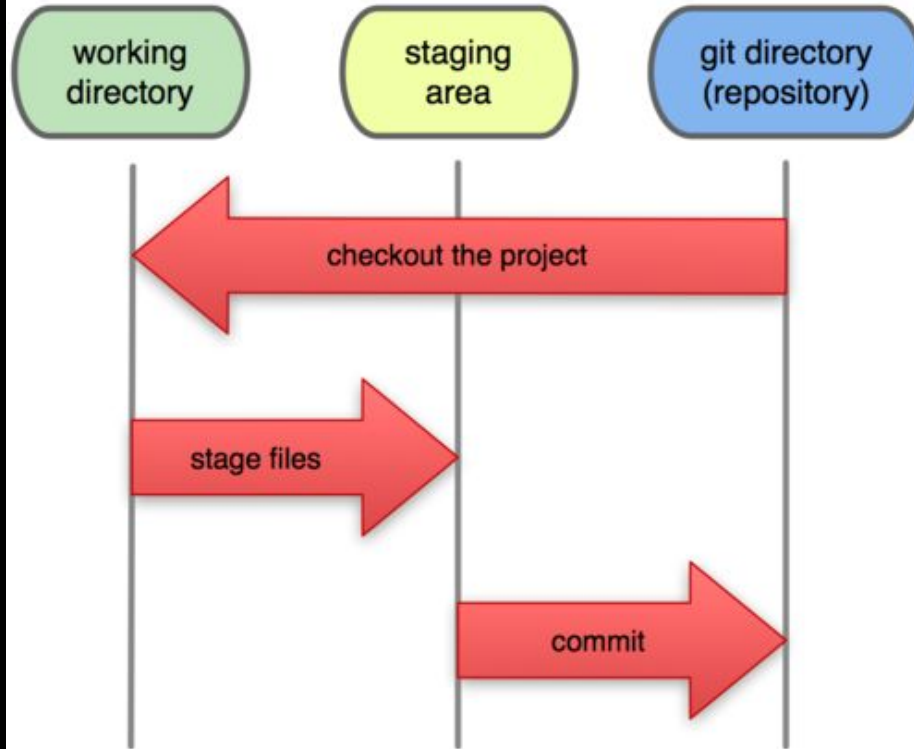 working
directory
staging
area
git directory
(repository)
checkout the project
stage files
commit